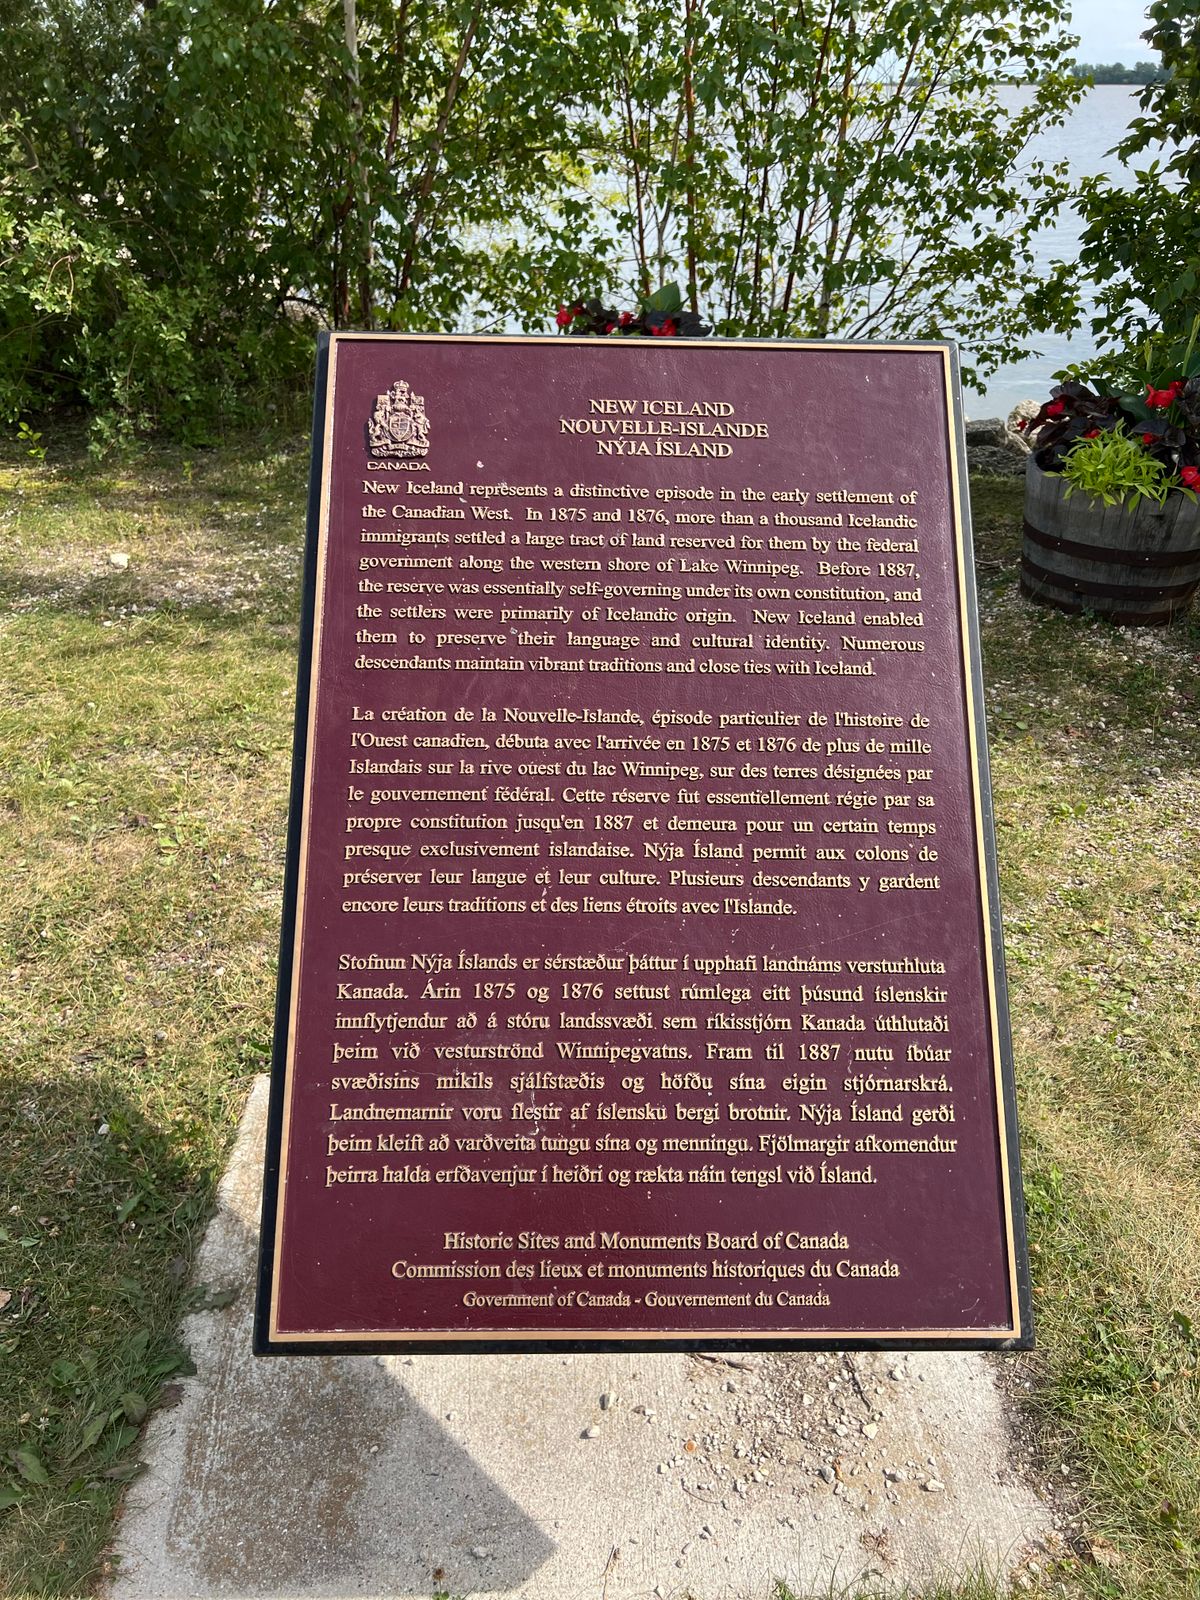 CANADA
NEW ICELAND
NOUVELLE-ISLANDE
NÝJA ÍSLAND
New Iceland represents a distinctive episode in the early settlement of
the Canadian West. In 1875 and 1876, more than a thousand Icelandic
immigrants settled a large tract of land reserved for them by the federal
government along the western shore of Lake Winnipeg. Before 1887,
the reserve was essentially self-governing under its own constitution, and
the settlers were primarily of Icelandic origin. New Iceland enabled
them to preserve their language and cultural identity. Numerous
descendants maintain vibrant traditions and close ties with Iceland.
La création de la Nouvelle-Islande, épisode particulier de l'histoire de
l'Ouest canadien, débuta avec l'arrivée en 1875 et 1876 de plus de mille
Islandais sur la rive ouest du lac Winnipeg, sur des terres désignées par
le gouvernement fédéral. Cette réserve fut essentiellement régie par sa
propre constitution jusqu'en 1887 et demeura pour un certain temps
presque exclusivement islandaise. Nýja Ísland permit aux colons de
préserver leur langue et leur culture. Plusieurs descendants y gardent
encore leurs traditions et des liens étroits avec l'Islande.
Stofnun Nýja Íslands er sérstæður þáttur í upphafi landnáms versturhluta
Kanada. Árin 1875 og 1876 settust rúmlega eitt þúsund íslenskir
innflytjendur að á stóru landssvæði sem ríkisstjórn Kanada úthlutaði
þeim við vesturströnd Winnipegvatns. Fram til 1887 nutu íbúar
svæðisins mikils sjálfstæðis og höfðu sína eigin stjórnarskrá.
Landnemarnir voru flestir af íslensku bergi brotnir. Nýja Ísland gerði
þeim kleift að varðveita tungu sína og menningu. Fjölmargir afkomendur
þeirra halda erfðavenjur í heiðri og rækta náin tengsl við Ísland.
Historic Sites and Monuments Board of Canada
Commission des lieux et monuments historiques du Canada
Government of Canada - Gouvernement du Canada